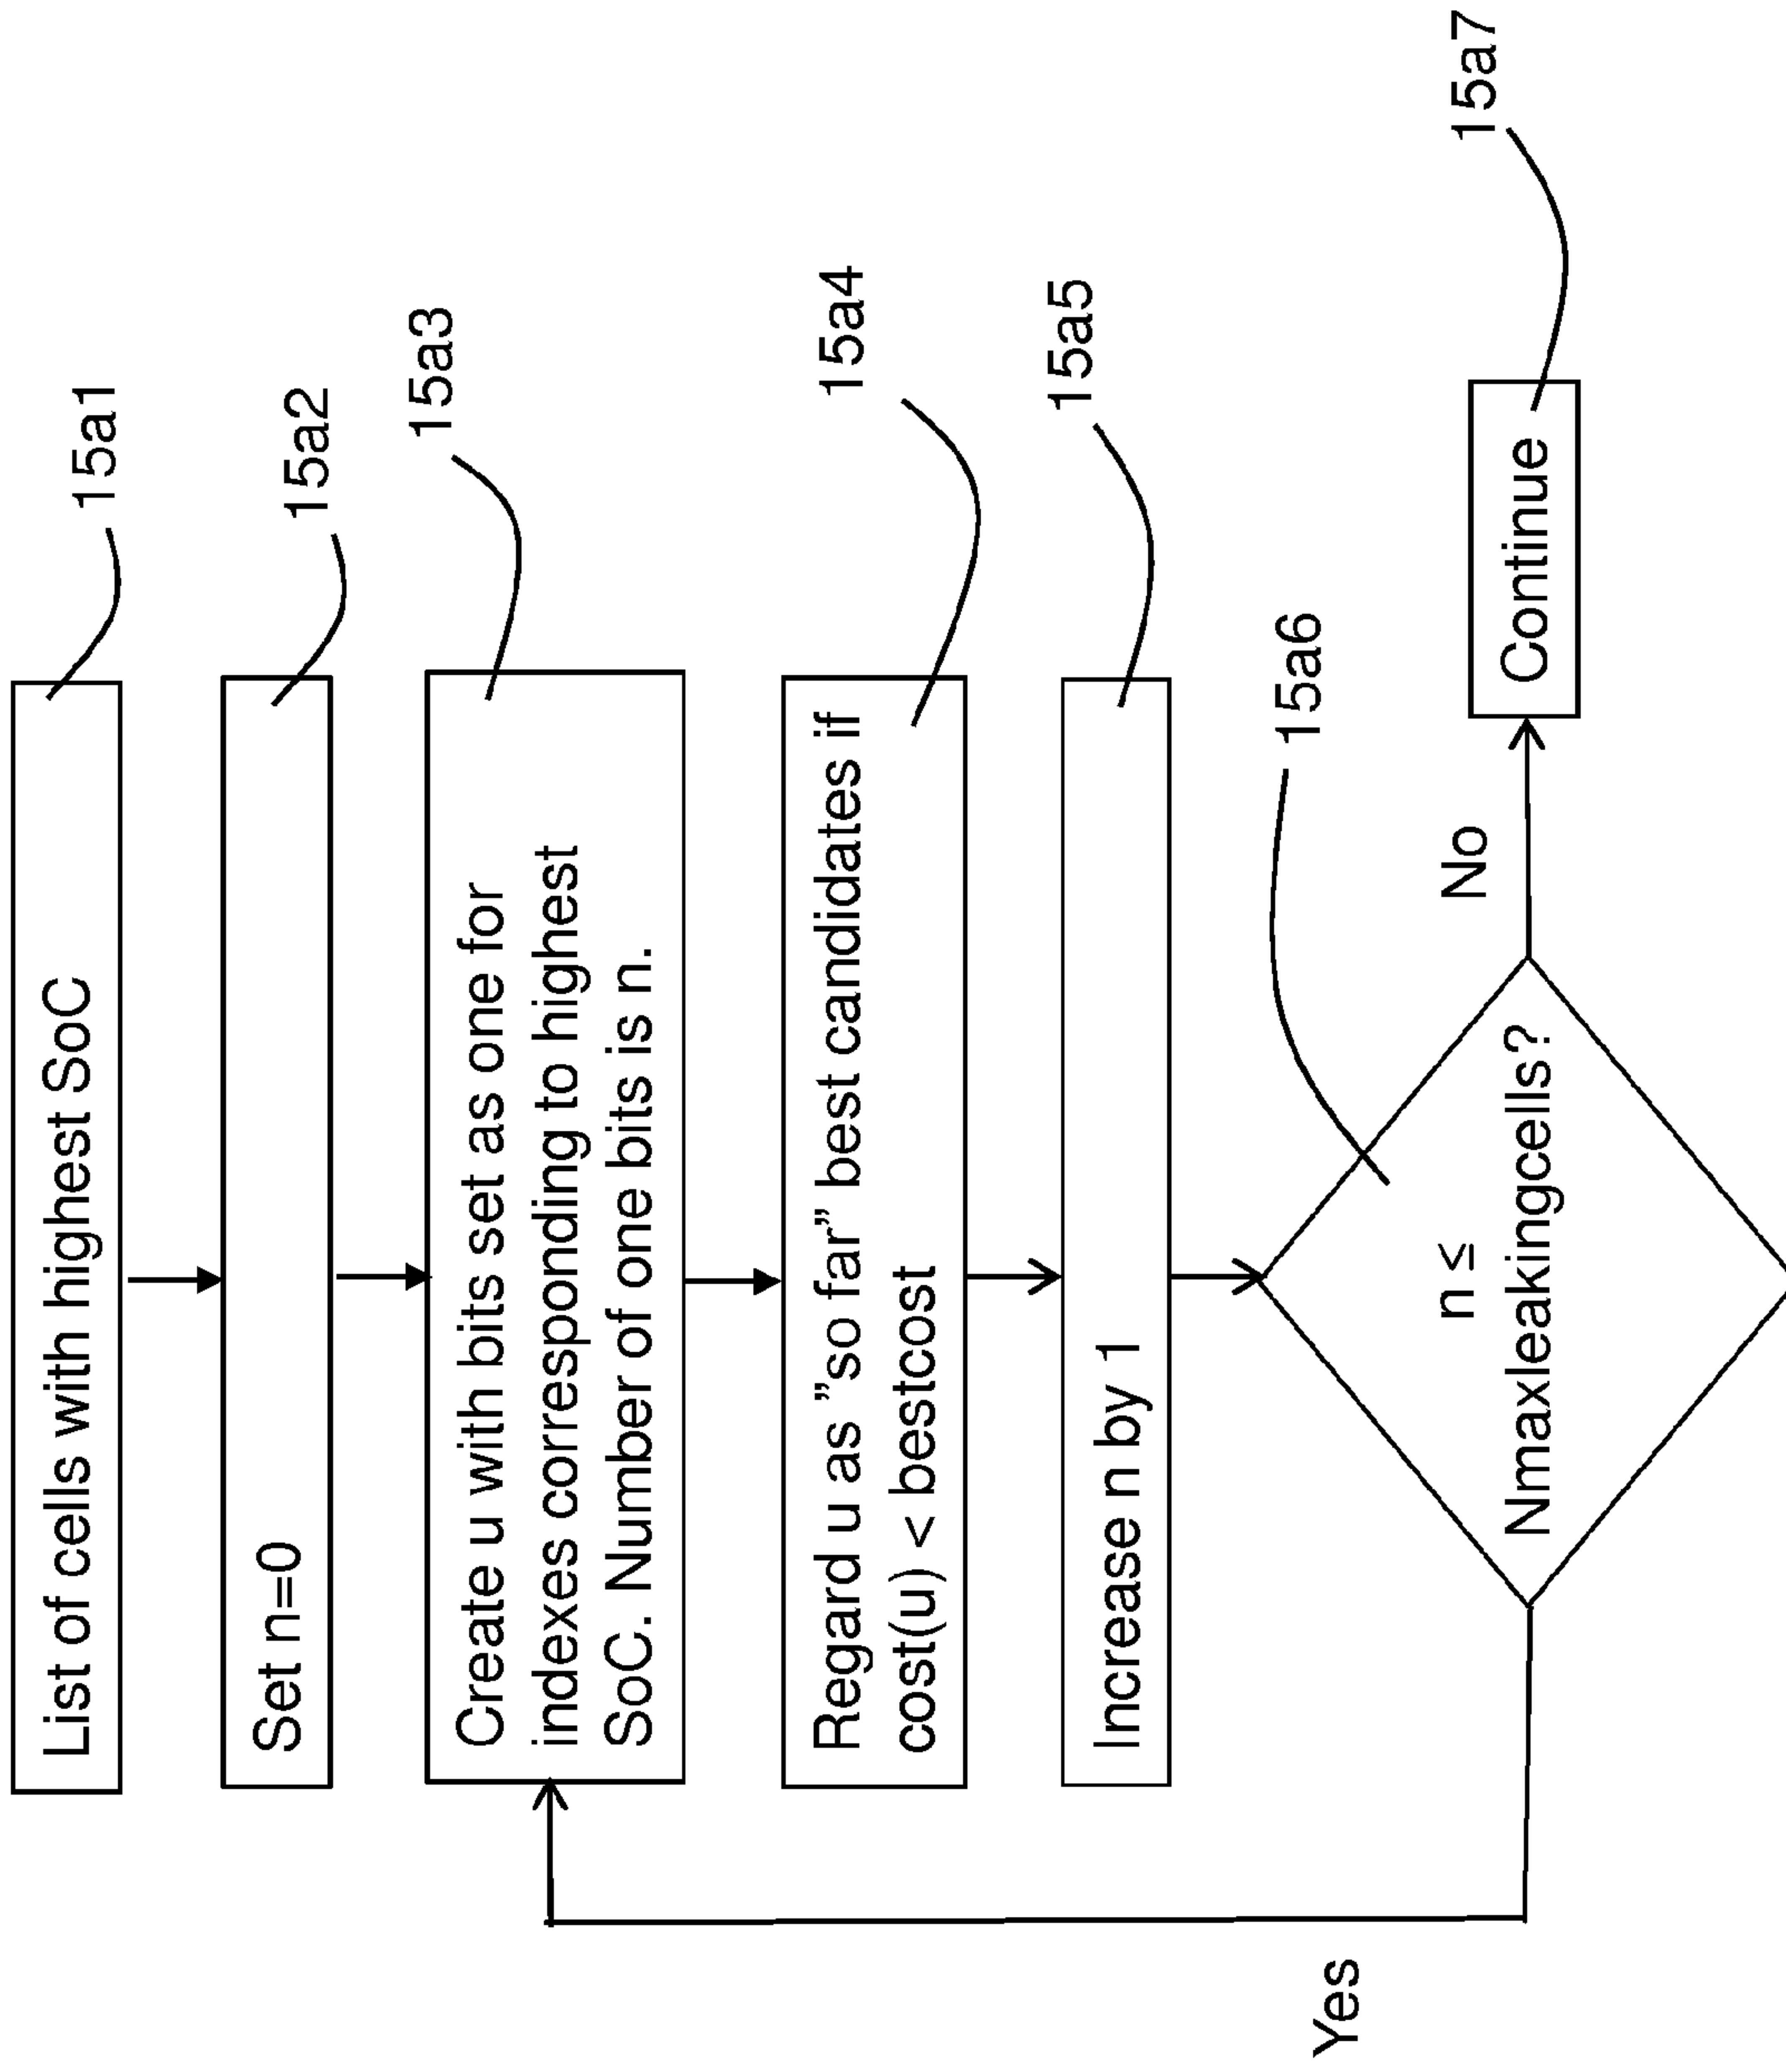 List of cells with highest SoC
15a1
Set n=0
15a2
Create u with bits set as one for
indexes corresponding to highest
SoC. Number of one bits is n.
15a3
Regard u as ”so far” best candidates if
cost(u) < bestcost
15a4
Increase n by 1
15a5
n ≤
Nmaxleakingcells?
15a6
Yes
No
Continue
15a7